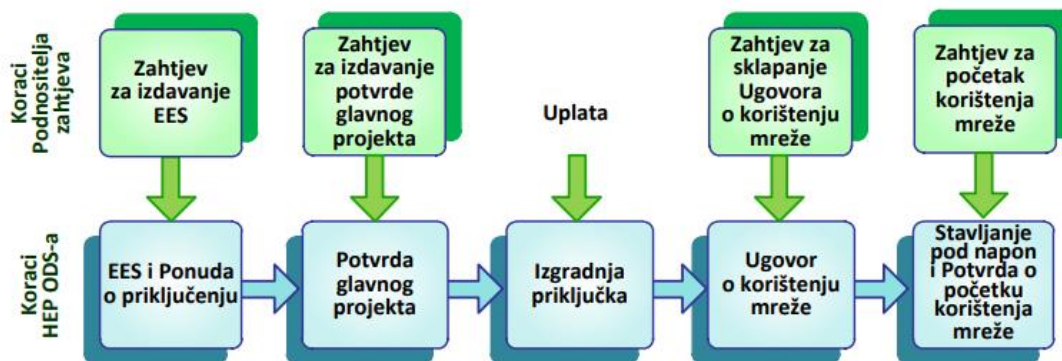 Koraci
Podnositelja
zahtjeva
Zahtjev
za izdavanje
EES
Zahtjev
za izdavanje
potvrde
glavnog
projekta
Uplata
Zahtjev za
sklapanje
Ugovora
o korištenju
mreže
Zahtjev za
početak
korištenja
mreže
Koraci
HEP ODS-a
EES i Ponuda
o priključenju
Potvrda
glavnog
projekta
Izgradnja
priključka
Ugovor
o korištenju
mreže
Stavljanje
pod napon
i Potvrda o
početku
korištenja
mreže